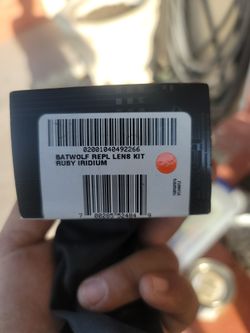 02001040492266
BATWOLF REPL LENS KIT
RUBY IRIDIUM